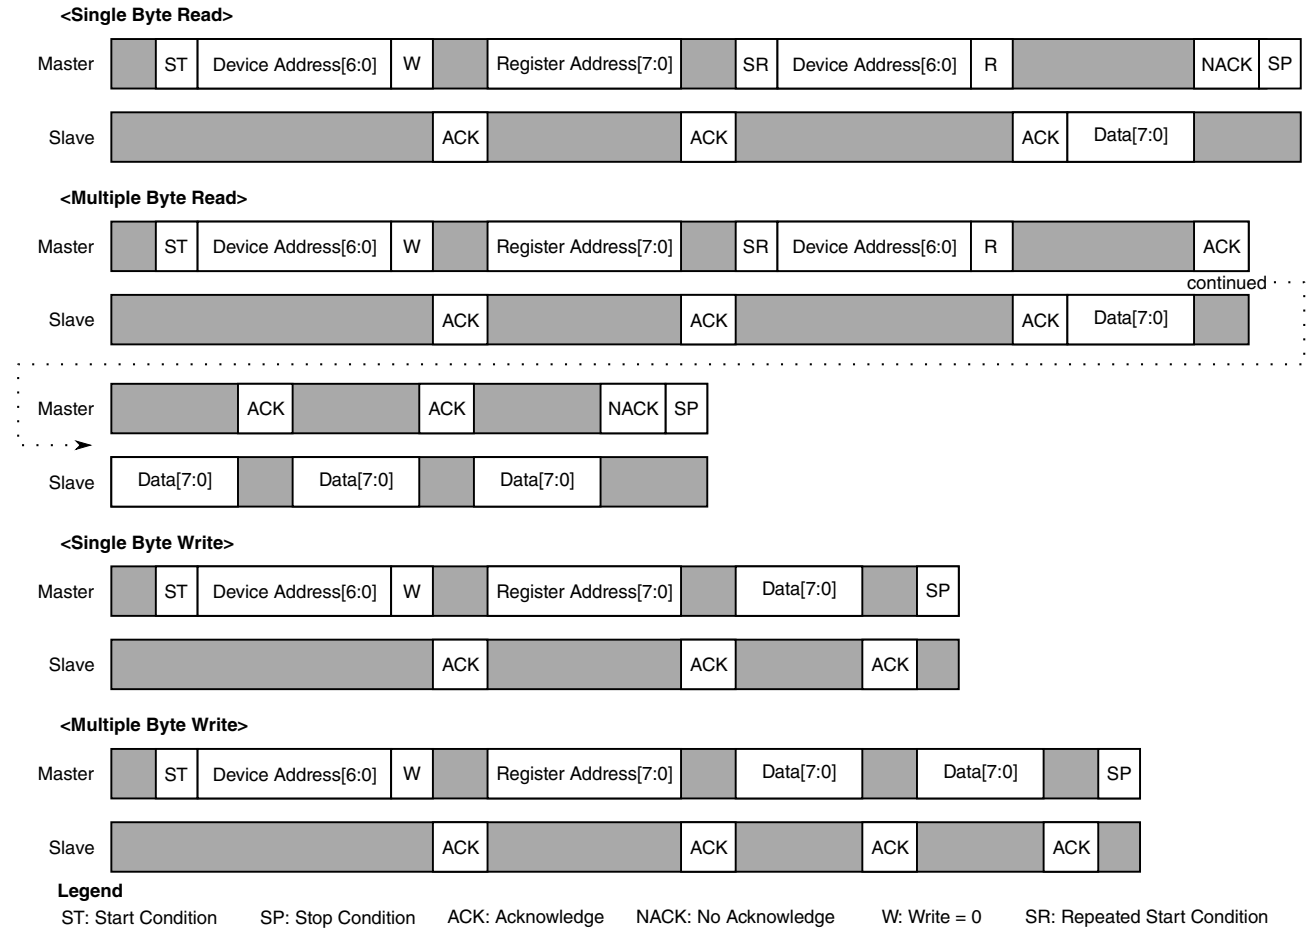 <Single Byte Read>
Master ST Device Address[6:0] W Register Address[7:0] SR Device Address[6:0] R NACK SP
Slave ACK ACK ACK Data[7:0]
<Multiple Byte Read>
Master ST Device Address[6:0] W Register Address[7:0] SR Device Address[6:0] R ACK
continued
Slave ACK ACK ACK Data[7:0]
Master ACK ACK NACK SP
Slave Data[7:0] Data[7:0] Data[7:0]
<Single Byte Write>
Master ST Device Address[6:0] W Register Address[7:0] Data[7:0] SP
Slave ACK ACK ACK
<Multiple Byte Write>
Master ST Device Address[6:0] W Register Address[7:0] Data[7:0] Data[7:0] SP
Slave ACK ACK ACK ACK
Legend
ST: Start Condition SP: Stop Condition ACK: Acknowledge NACK: No Acknowledge W: Write = 0 SR: Repeated Start Condition